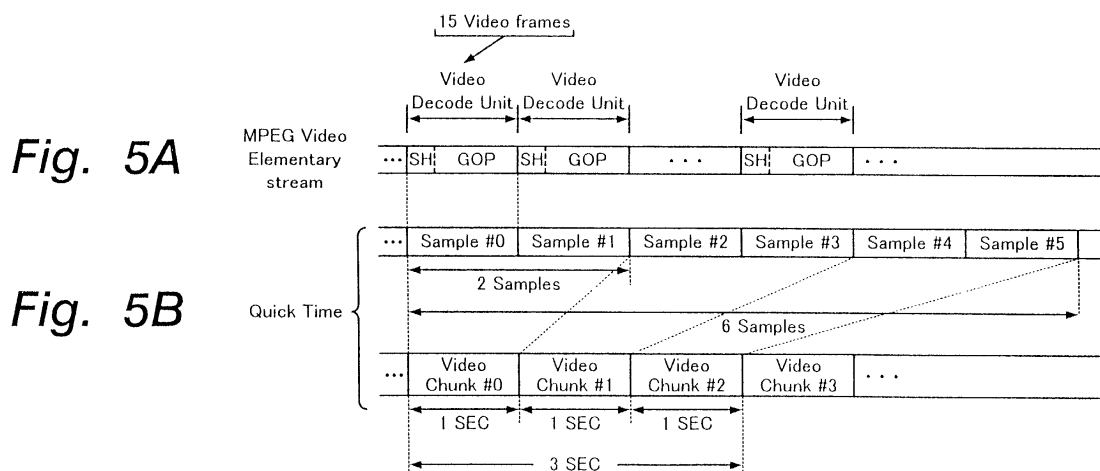 15 Video frames
Video Decode Unit
Video Decode Unit
Video Decode Unit
Fig. 5A
MPEG Video Elementary stream
··· SH GOP SH GOP ··· SH GOP ···
··· Sample #0 Sample #1 Sample #2 Sample #3 Sample #4 Sample #5
2 Samples
Fig. 5B
Quick Time
6 Samples
··· Video Chunk #0 Video Chunk #1 Video Chunk #2 Video Chunk #3 ···
1 SEC 1 SEC 1 SEC
3 SEC